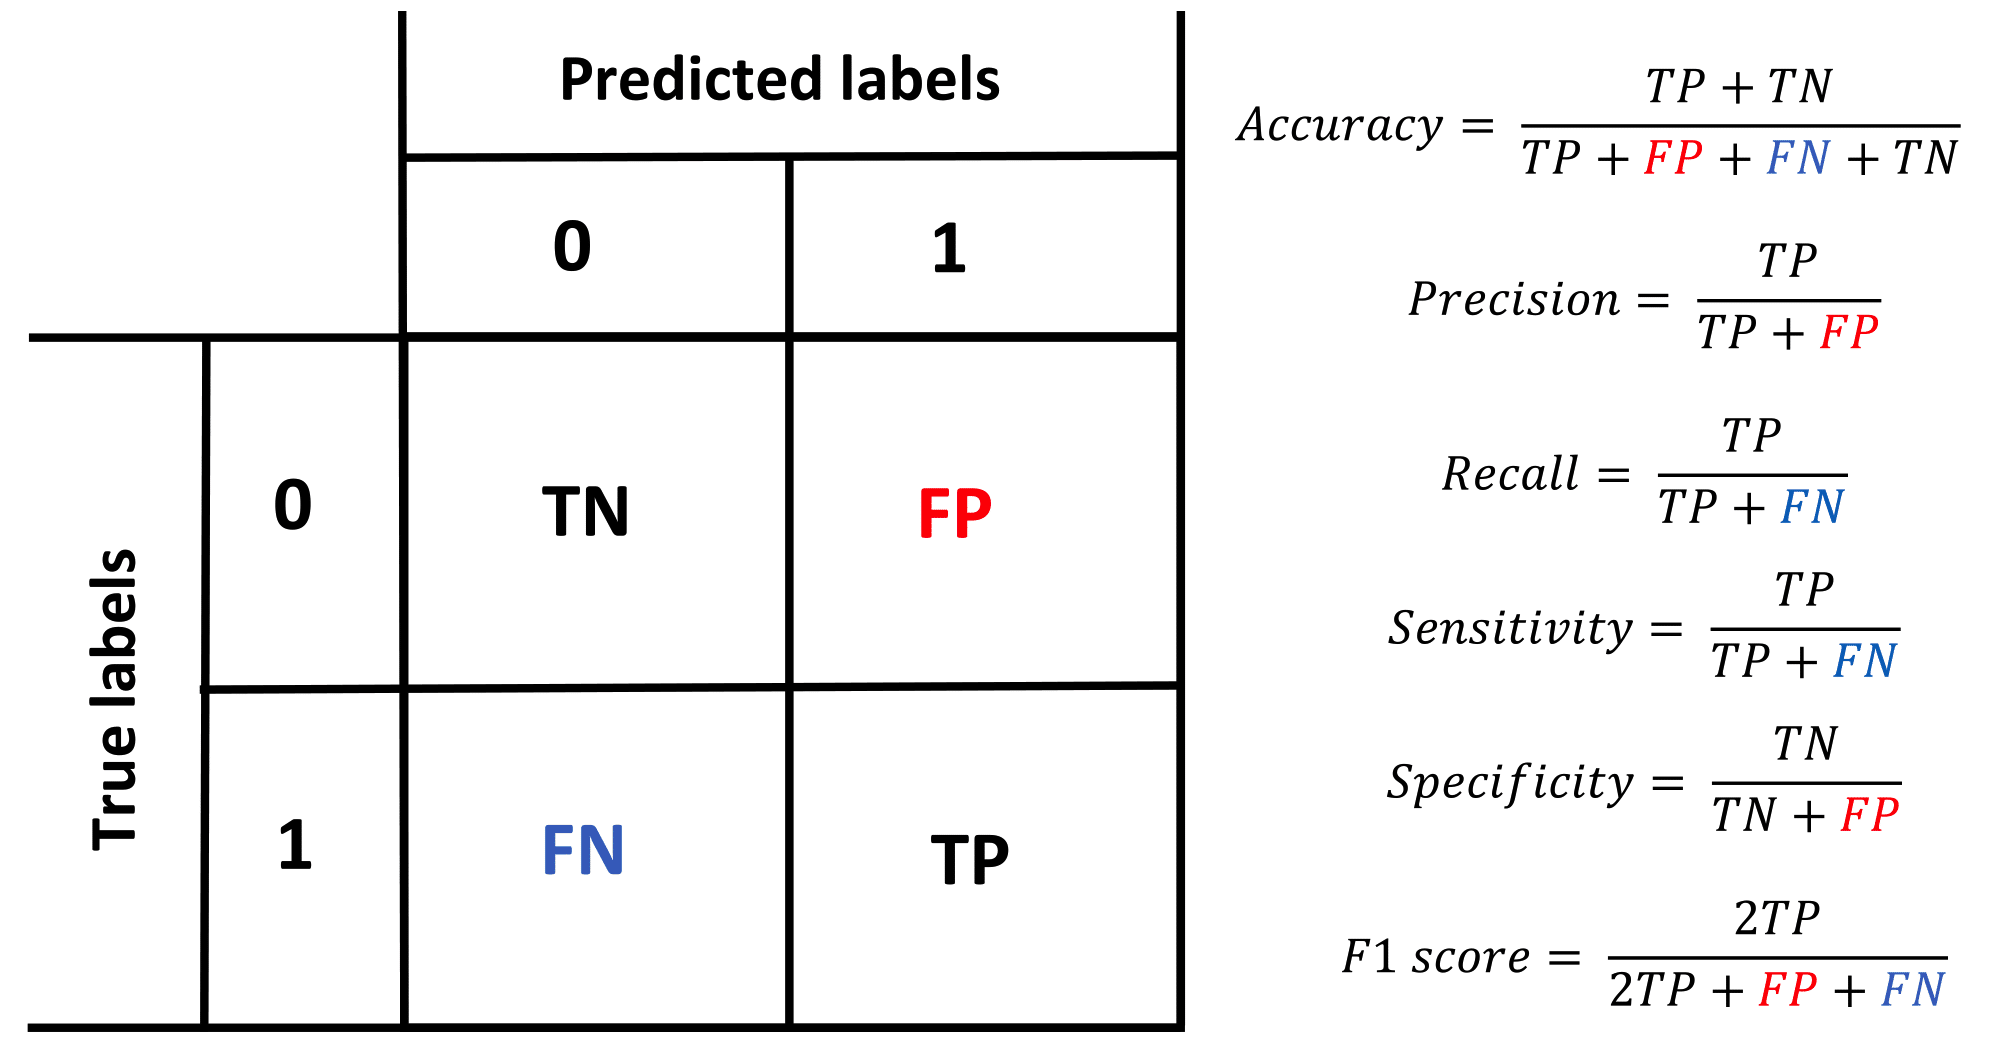 Predicted labels
0 1
True labels
0 TN FP
1 FN TP
Accuracy = \frac{TP + TN}{TP + FP + FN + TN}
Precision = \frac{TP}{TP + FP}
Recall = \frac{TP}{TP + FN}
Sensitivity = \frac{TP}{TP + FN}
Specificity = \frac{TN}{TN + FP}
F1 score = \frac{2TP}{2TP + FP + FN}